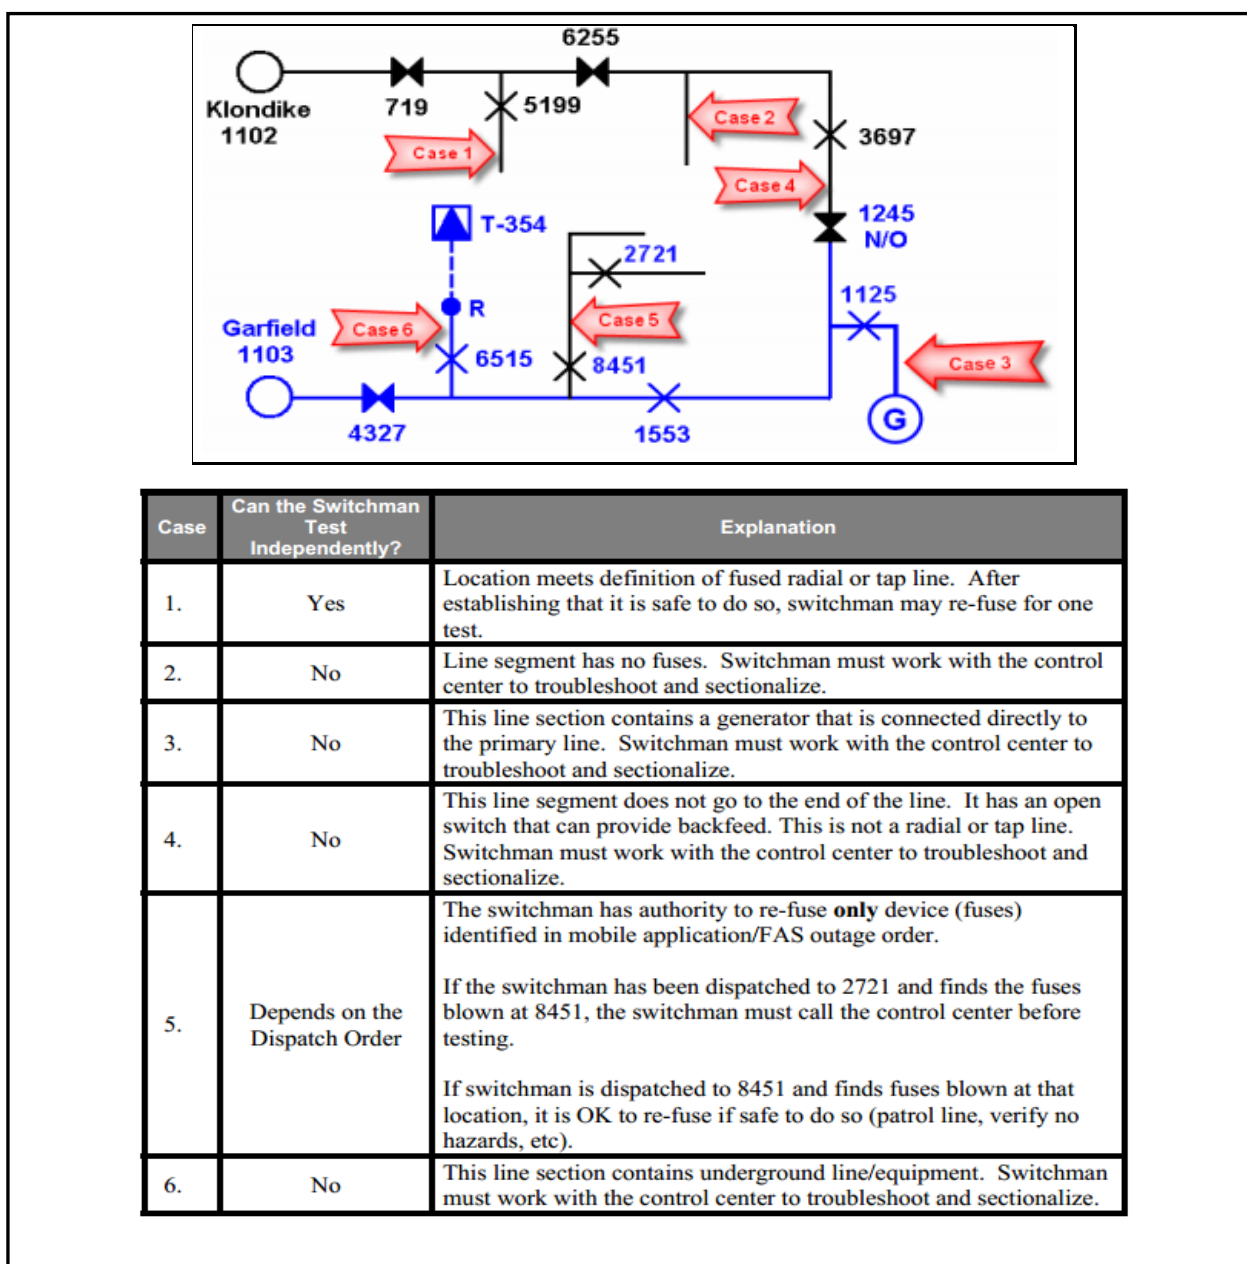 6255
Klondike
1102
719
5199
Case 2
Case 1
3697
Case 4
1245
N/O
T-354
2721
1125
R
Garfield
1103
Case 6
Case 5
6515
8451
Case 3
4327
1553
G
Case
Can the Switchman
Test
Independently?
Explanation
1.
Yes
Location meets definition of fused radial or tap line. After
establishing that it is safe to do so, switchman may re-fuse for one
test.
2.
No
Line segment has no fuses. Switchman must work with the control
center to troubleshoot and sectionalize.
3.
No
This line section contains a generator that is connected directly to
the primary line. Switchman must work with the control center to
troubleshoot and sectionalize.
4.
No
This line segment does not go to the end of the line. It has an open
switch that can provide backfeed. This is not a radial or tap line.
Switchman must work with the control center to troubleshoot and
sectionalize.
5.
Depends on the
Dispatch Order
The switchman has authority to re-fuse only device (fuses)
identified in mobile application/FAS outage order.
If the switchman has been dispatched to 2721 and finds the fuses
blown at 8451, the switchman must call the control center before
testing.
If switchman is dispatched to 8451 and finds fuses blown at that
location, it is OK to re-fuse if safe to do so (patrol line, verify no
hazards, etc).
6.
No
This line section contains underground line/equipment. Switchman
must work with the control center to troubleshoot and sectionalize.